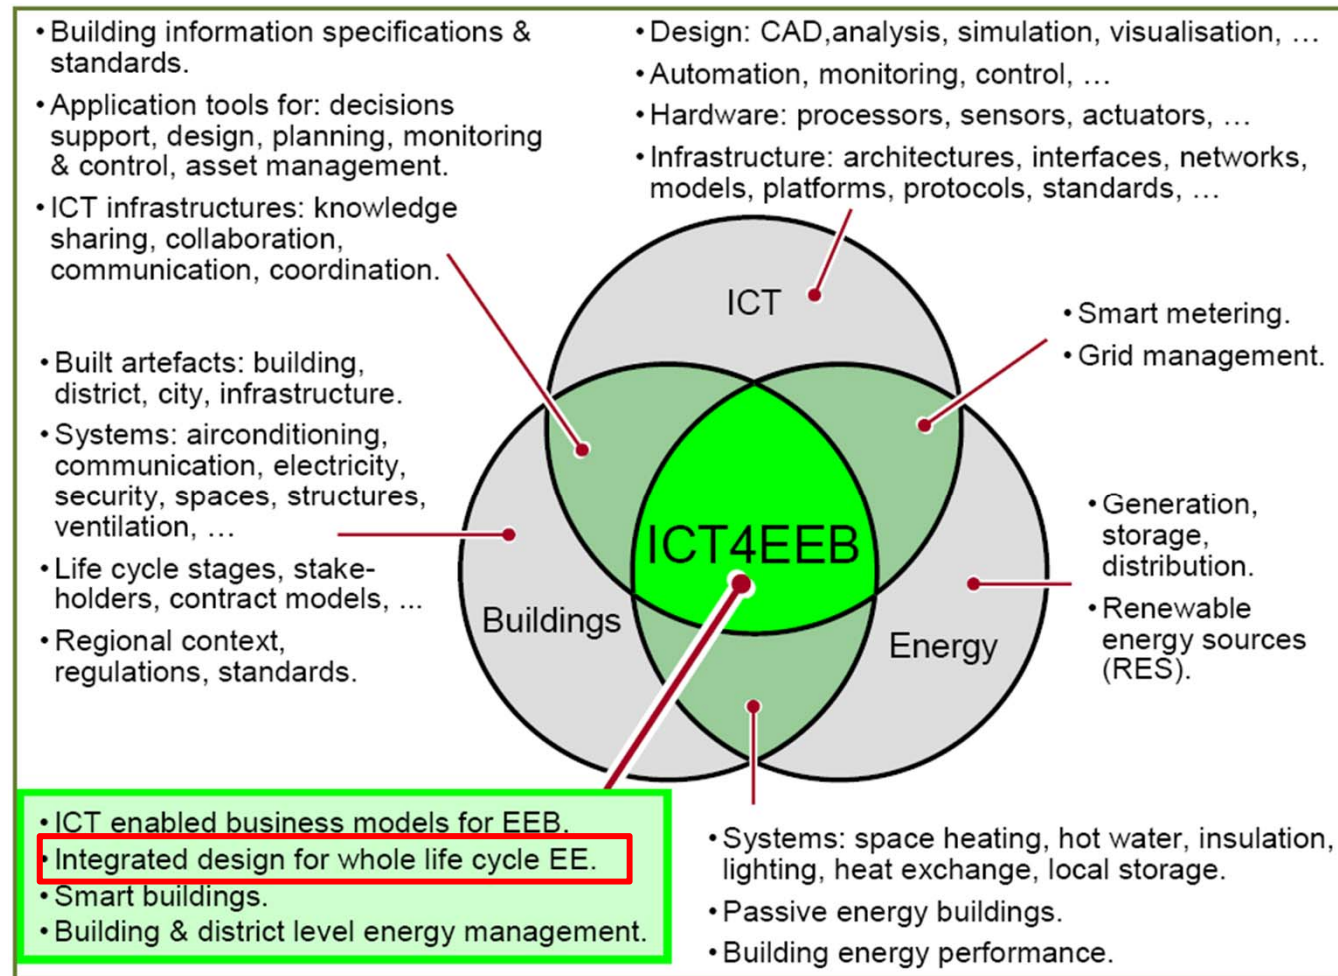 • Building information specifications &
standards.
• Application tools for: decisions
support, design, planning, monitoring
& control, asset management.
• ICT infrastructures: knowledge
sharing, collaboration,
communication, coordination.
• Design: CAD,analysis, simulation, visualisation, …
• Automation, monitoring, control, …
• Hardware: processors, sensors, actuators, …
• Infrastructure: architectures, interfaces, networks,
models, platforms, protocols, standards, …
ICT
• Smart metering.
• Grid management.
• Built artefacts: building,
district, city, infrastructure.
• Systems: airconditioning,
communication, electricity,
security, spaces, structures,
ventilation, …
• Life cycle stages, stake-
holders, contract models, ...
• Regional context,
regulations, standards.
ICT4EEB
Buildings
Energy
• Generation,
storage,
distribution.
• Renewable
energy sources
(RES).
• ICT enabled business models for EEB.
• Integrated design for whole life cycle EE.
• Smart buildings.
• Building & district level energy management.
• Systems: space heating, hot water, insulation,
lighting, heat exchange, local storage.
• Passive energy buildings.
• Building energy performance.